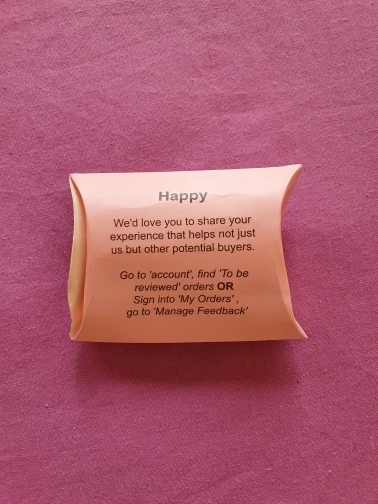 Happy
We'd love you to share your
experience that helps not just
us but other potential buyers.
Go to 'account', find 'To be
reviewed' orders OR
Sign into 'My Orders' ,
go to 'Manage Feedback'